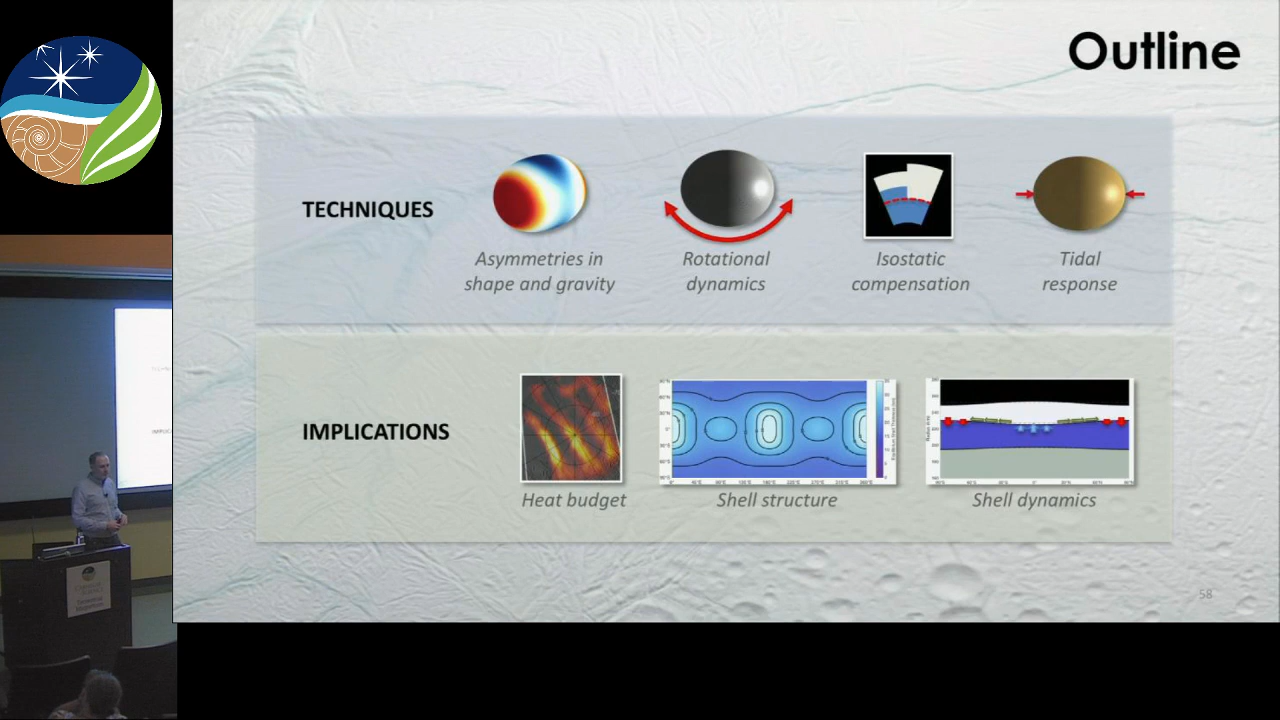 Outline
TECHNIQUES
Asymmetries in
shape and gravity
Rotational
dynamics
Isostatic
compensation
Tidal
response
IMPLICATIONS
Heat budget
Shell structure
Shell dynamics
58